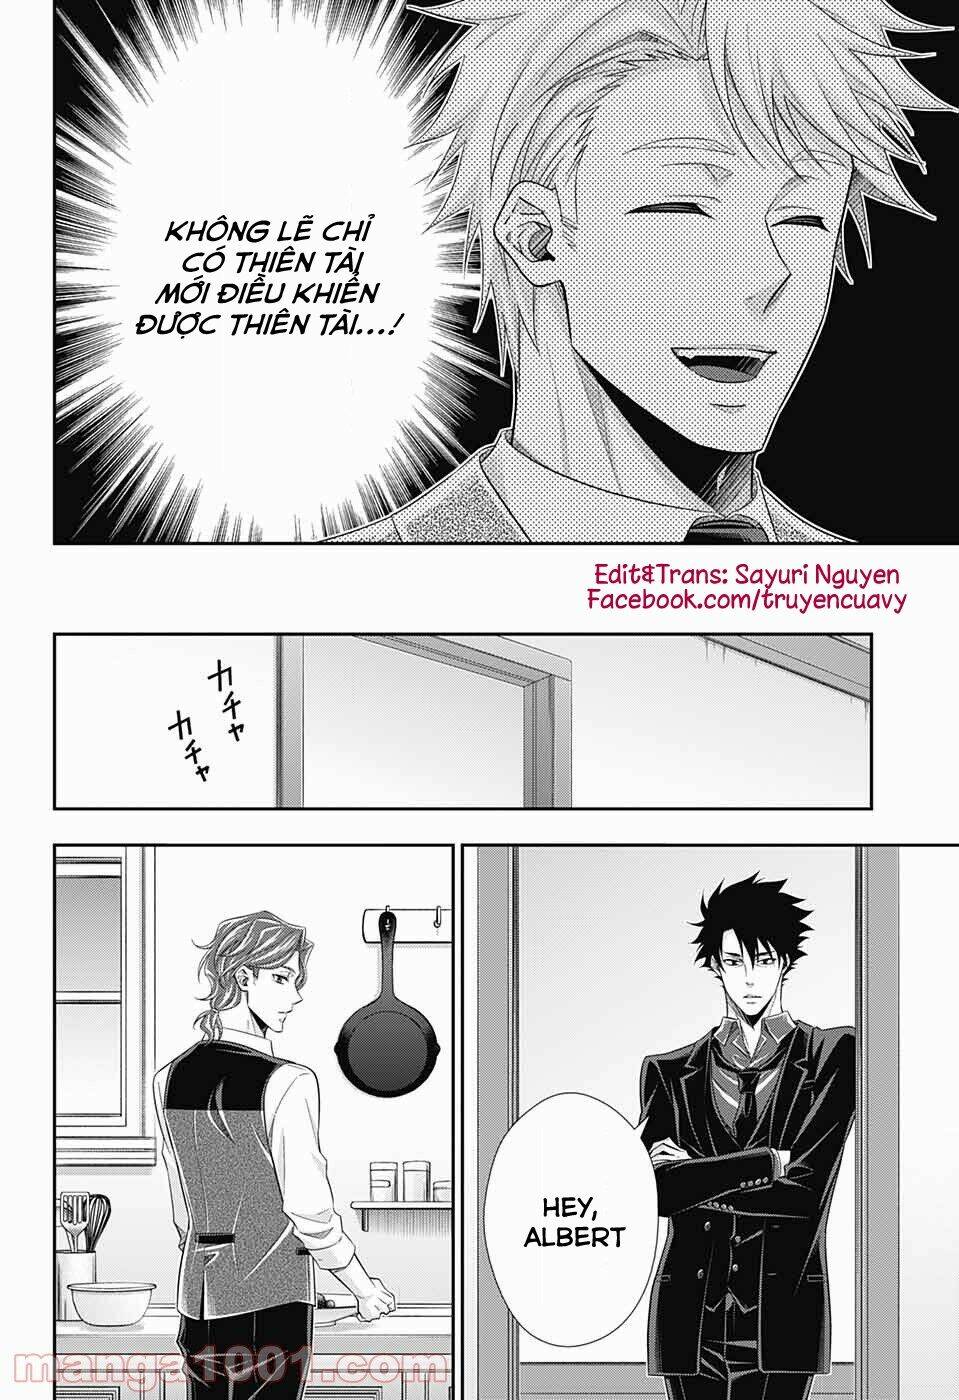 KHÔNG LẼ CHỈ
CÓ THIÊN TÀI
MỚI ĐIỀU KHIỂN
ĐƯỢC THIÊN TÀI...!
Edit&Trans: Sayuri Nguyen
Facebook.com/truyencuavy
カチャ
カチャ
HEY,
ALBERT
manga1001.com